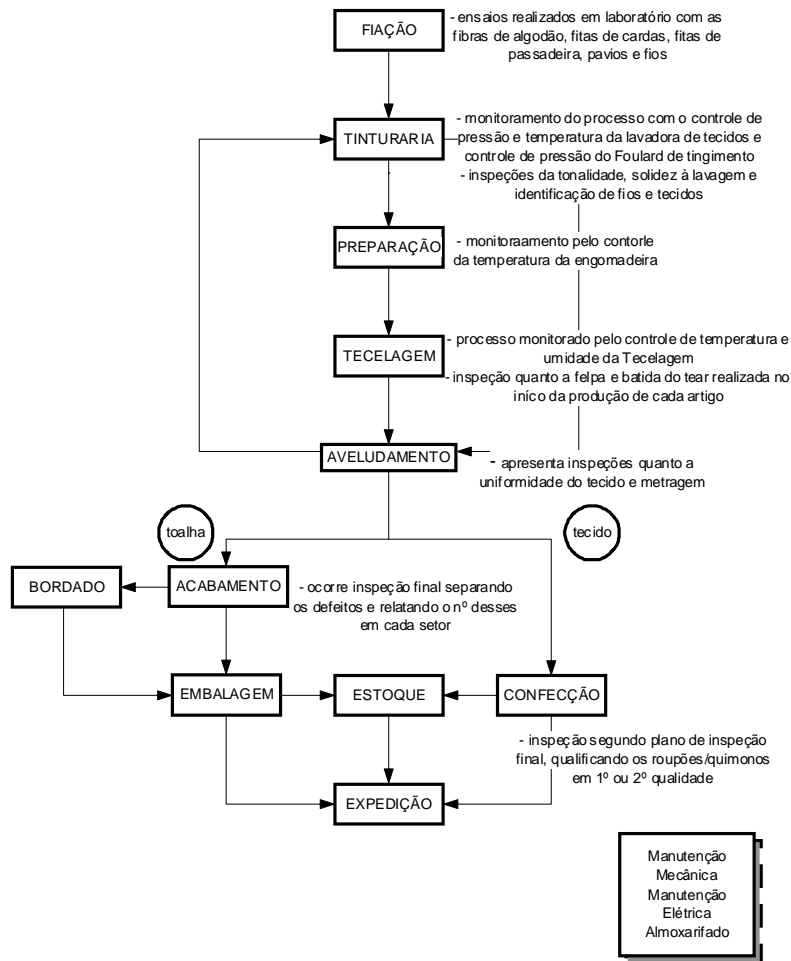 FIAÇÃO
- ensaios realizados em laboratório com as
fibras de algodão, fitas de cardas, fitas de
passadeira, pavios e fios
TINTURARIA
- monitoramento do processo com o controle de
pressão e temperatura da lavadora de tecidos e
controle de pressão do Foulard de tingimento
- inspeções da tonalidade, solidez à lavagem e
identificação de fios e tecidos
PREPARAÇÃO
- monitoraamento pelo contorle
da temperatura da engomadeira
TECELAGEM
- processo monitorado pelo controle de temperatura e
umidade da Tecelagem
- inspeção quanto a felpa e batida do tear realizada no
iníco da produção de cada artigo
AVELUDAMENTO
- apresenta inspeções quanto a
uniformidade do tecido e metragem
toalha
tecido
BORDADO
ACABAMENTO
- ocorre inspeção final separando
os defeitos e relatando o nº desses
em cada setor
EMBALAGEM
ESTOQUE
CONFECÇÃO
- inspeção segundo plano de inspeção
final, qualificando os roupões/quimonos
em 1º ou 2º qualidade
EXPEDIÇÃO
Manutenção
Mecânica
Manutenção
Elétrica
Almoxarifado